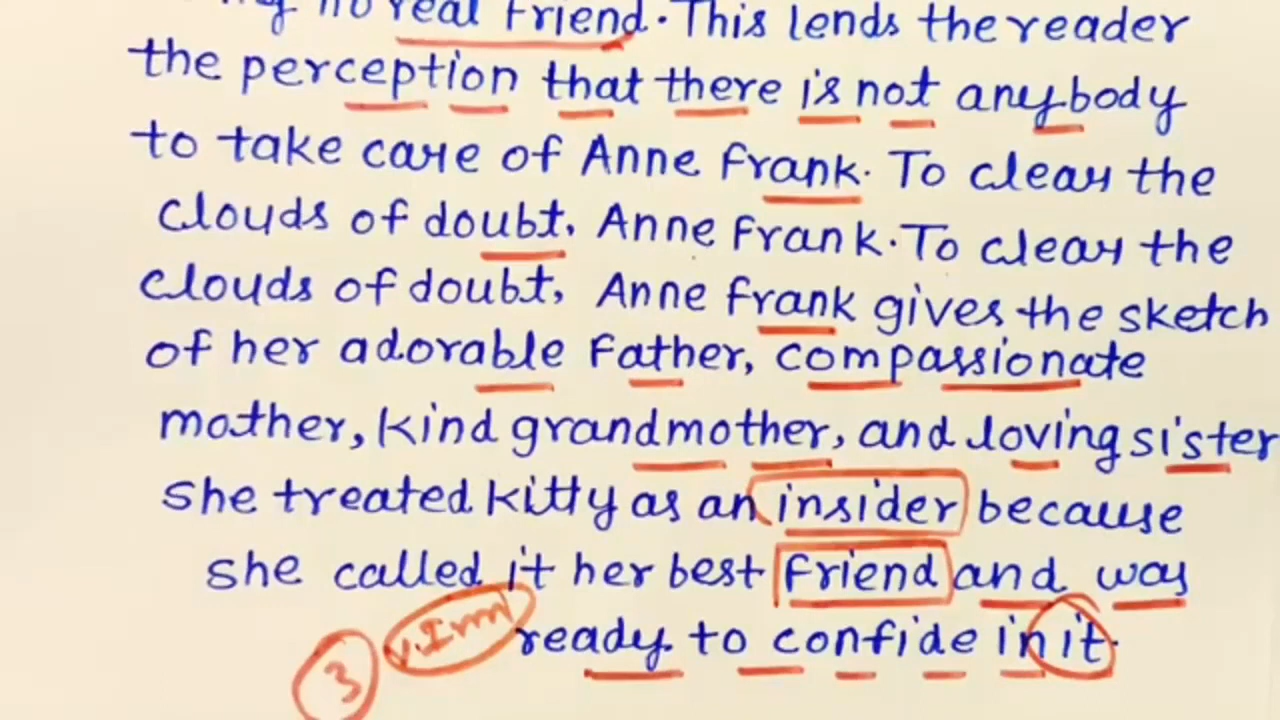 no real Friend. This lends the reader
the perception that there is not anybody
to take care of Anne Frank. To clear the
clouds of doubt, Anne Frank. To clear the
clouds of doubt, Anne Frank gives the sketch
of her adorable Father, compassionate
mother, kind grandmother, and loving sister
she treated kitty as an insider because
she called it her best friend and was
v.Imp ready to confide in it.
3